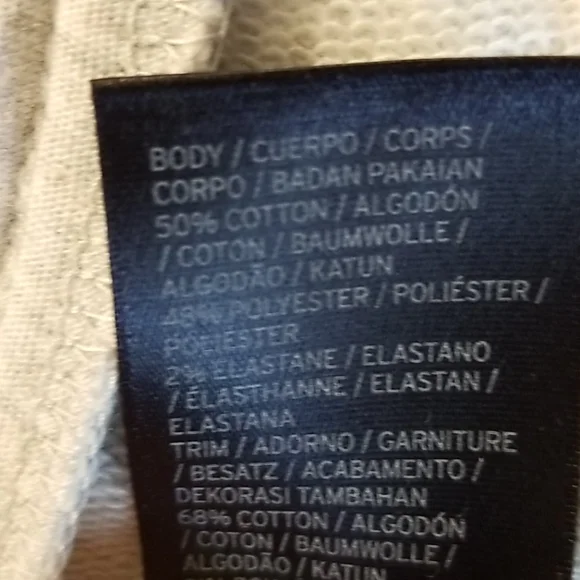 BODY / CUERPO / CORPS /
CORPO / BADAN PAKAIAN
50% COTTON / ALGODÓN
/ COTON / BAUMWOLLE /
ALGODÃO / KATUN
48% POLYESTER / POLIÉSTER /
POLIESTER
2% ELASTANE / ELASTANO
/ ÉLASTHANNE / ELASTAN /
ELASTANA
TRIM / ADORNO / GARNITURE
/ BESATZ / ACABAMENTO /
DEKORASI TAMBAHAN
68% COTTON / ALGODÓN
/ COTON / BAUMWOLLE /
ALGODÃO / KATUN